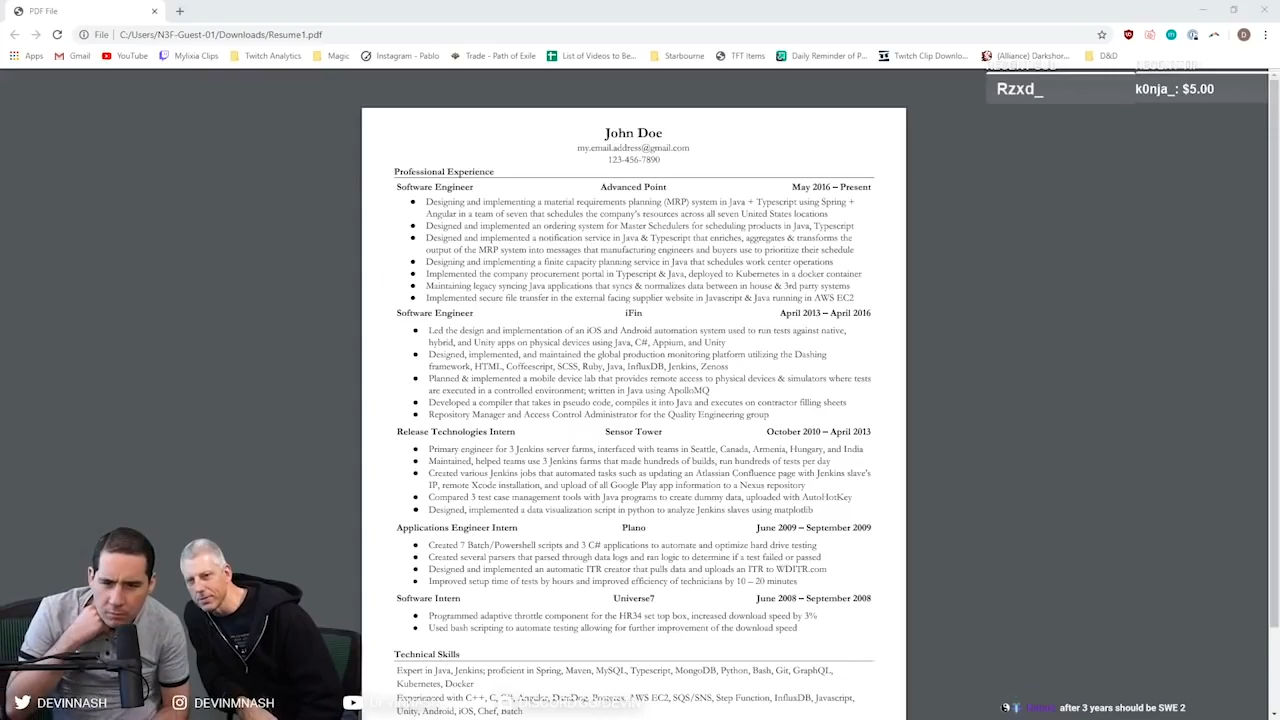 PDF File
File
C:/Users/N3F-Guest-01/Downloads/Resume1.pdf
D
Apps
Gmail
YouTube
Mylixia Clips
Twitch Analytics
Magic
Instagram - Pablo
Trade - Path of Exile
List of Videos to Be...
Starbourne
TFT Items
Daily Reminder of P...
Twitch Clip Downlo...
(Alliance) Darkshor...
D&D
Rzxd_
k0nja_: $5.00
John Doe
my.email.address@gmail.com
123-456-7890
Professional Experience
Software Engineer Advanced Point May 2016 – Present
● Designing and implementing a material requirements planning (MRP) system in Java + Typescript using Spring +
Angular in a team of seven that schedules the company's resources across all seven United States locations
● Designed and implemented an ordering system for Master Schedulers for scheduling products in Java, Typescript
● Designed and implemented a notification service in Java & Typescript that enriches, aggregates & transforms the
output of the MRP system into messages that manufacturing engineers and buyers use to prioritize their schedule
● Designing and implementing a finite capacity planning service in Java that schedules work center operations
● Implemented the company procurement portal in Typescript & Java, deployed to Kubernetes in a docker container
● Maintaining legacy syncing Java applications that syncs & normalizes data between in house & 3rd party systems
● Implemented secure file transfer in the external facing supplier website in Javascript & Java running in AWS EC2
Software Engineer iFin April 2013 – April 2016
● Led the design and implementation of an iOS and Android automation system used to run tests against native,
hybrid, and Unity apps on physical devices using Java, C#, Appium, and Unity
● Designed, implemented, and maintained the global production monitoring platform utilizing the Dashing
framework, HTML, Coffeescript, SCSS, Ruby, Java, InfluxDB, Jenkins, Zenoss
● Planned & implemented a mobile device lab that provides remote access to physical devices & simulators where tests
are executed in a controlled environment; written in Java using ApolloMQ
● Developed a compiler that takes in pseudo code, compiles it into Java and executes on contractor filling sheets
● Repository Manager and Access Control Administrator for the Quality Engineering group
Release Technologies Intern Sensor Tower October 2010 – April 2013
● Primary engineer for 3 Jenkins server farms, interfaced with teams in Seattle, Canada, Armenia, Hungary, and India
● Maintained, helped teams use 3 Jenkins farms that made hundreds of builds, run hundreds of tests per day
● Created various Jenkins jobs that automated tasks such as updating an Atlassian Confluence page with Jenkins slave's
IP, remote Xcode installation, and upload of all Google Play app information to a Nexus repository
● Compared 3 test case management tools with Java programs to create dummy data, uploaded with AutoHotKey
● Designed, implemented a data visualization script in python to analyze Jenkins slaves using matplotlib
Applications Engineer Intern Plano June 2009 – September 2009
● Created 7 Batch/Powershell scripts and 3 C# applications to automate and optimize hard drive testing
● Created several parsers that parsed through data logs and ran logic to determine if a test failed or passed
● Designed and implemented an automatic ITR creator that pulls data and uploads an ITR to WDITR.com
● Improved setup time of tests by hours and improved efficiency of technicians by 10 – 20 minutes
Software Intern Universe7 June 2008 – September 2008
● Programmed adaptive throttle component for the HR34 set top box, increased download speed by 3%
● Used bash scripting to automate testing allowing for further improvement of the download speed
Technical Skills
Expert in Java, Jenkins; proficient in Spring, Maven, MySQL, Typescript, MongoDB, Python, Bash, Git, GraphQL,
Kubernetes, Docker
Experienced with C++, C, C#, Angular, DataDog, Postgres, AWS EC2, SQS/SNS, Step Function, InfluxDB, Javascript,
Unity, Android, iOS, Chef, Batch
DEVINNASH
DEVINMNASH
after 3 years should be SWE 2